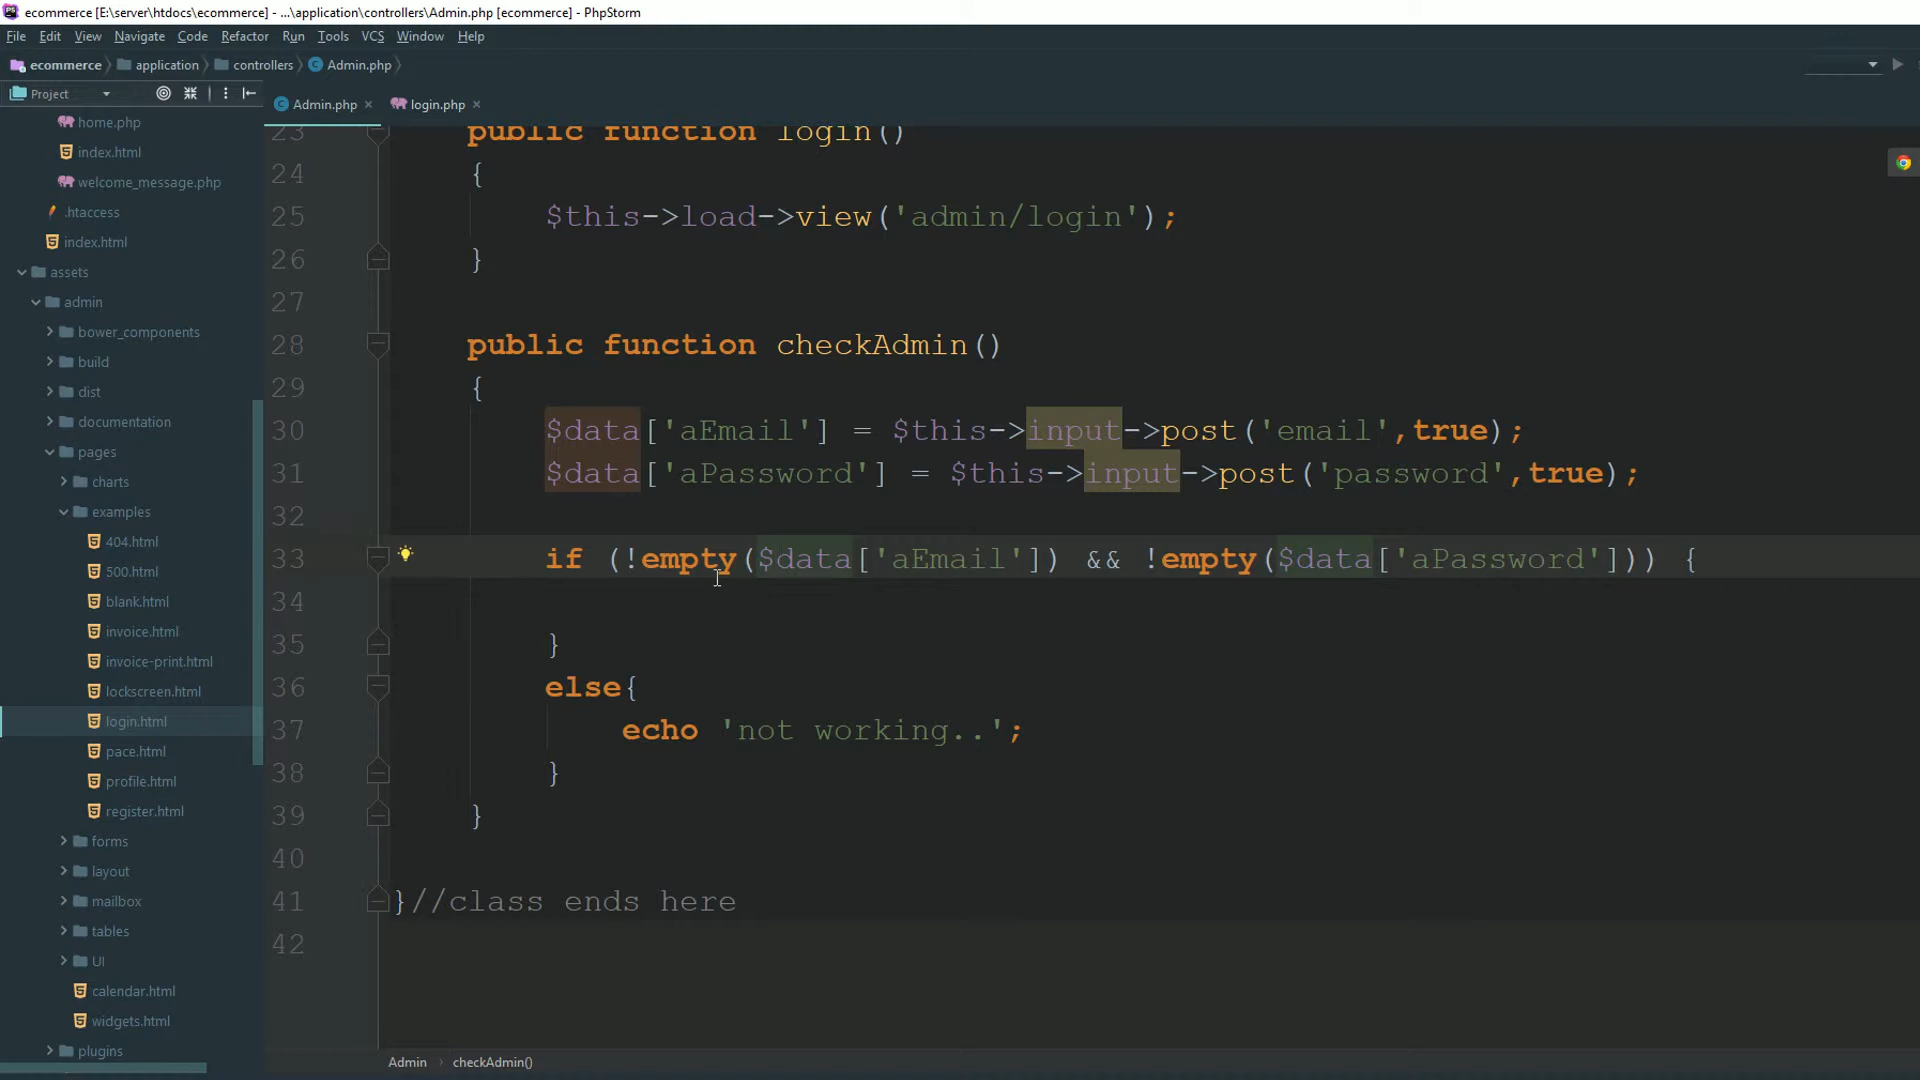 ecommerce [E:\server\htdocs\ecommerce] - ...\application\controllers\Admin.php [ecommerce] - PhpStorm
File Edit View Navigate Code Refactor Run Tools VCS Window Help
ecommerce application controllers Admin.php
Project
Admin.php login.php
home.php
index.html
welcome_message.php
.htaccess
index.html
assets
admin
bower_components
build
dist
documentation
pages
charts
examples
404.html
500.html
blank.html
invoice.html
invoice-print.html
lockscreen.html
login.html
pace.html
profile.html
register.html
forms
layout
mailbox
tables
UI
calendar.html
widgets.html
plugins
23 public function login()
24 {
25 $this->load->view('admin/login');
26 }
27
28 public function checkAdmin()
29 {
30 $data['aEmail'] = $this->input->post('email',true);
31 $data['aPassword'] = $this->input->post('password',true);
32
33 if (!empty($data['aEmail']) && !empty($data['aPassword'])) {
34
35 }
36 else{
37 echo 'not working..';
38 }
39 }
40
41 }//class ends here
42
Admin checkAdmin()